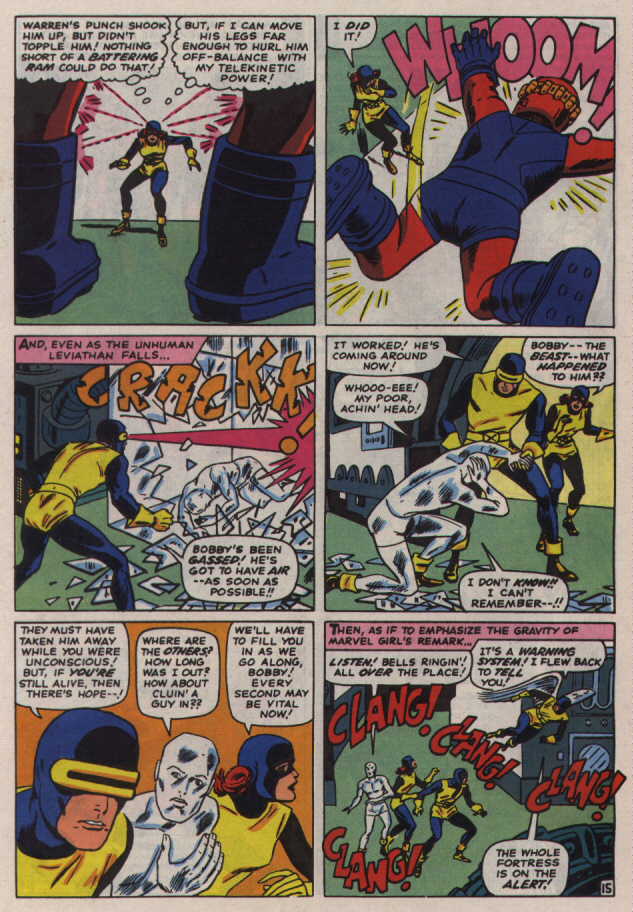 WARREN'S PUNCH SHOOK
HIM UP, BUT DIDN'T
TOPPLE HIM! NOTHING
SHORT OF A BATTERING
RAM COULD DO THAT!
BUT, IF I CAN MOVE
HIS LEGS FAR
ENOUGH TO HURL HIM
OFF-BALANCE WITH
MY TELEKINETIC
POWER!
I DID
IT!
WHOOM!
AND, EVEN AS THE UNHUMAN
LEVIATHAN FALLS...
CRACKK!
BOBBY'S BEEN
GASSED! HE'S
GOT TO HAVE AIR
--AS SOON AS
POSSIBLE!!
IT WORKED! HE'S
COMING AROUND
NOW!
WHOOO-EEE!
MY POOR,
ACHIN' HEAD!
BOBBY--THE
BEAST--WHAT
HAPPENED
TO HIM??
I DON'T KNOW!!
I CAN'T
REMEMBER--!!
THEY MUST HAVE
TAKEN HIM AWAY
WHILE YOU WERE
UNCONSCIOUS!
BUT, IF YOU'RE
STILL ALIVE, THEN
THERE'S HOPE--!
WHERE ARE
THE OTHERS?
HOW LONG
WAS I OUT?
HOW ABOUT
CLUIN' A
GUY IN??
WE'LL HAVE
TO FILL YOU
IN AS WE
GO ALONG,
BOBBY!
EVERY
SECOND MAY
BE VITAL
NOW!
THEN, AS IF TO EMPHASIZE THE GRAVITY OF
MARVEL GIRL'S REMARK...
LISTEN! BELLS RINGIN'!
ALL OVER THE PLACE!
IT'S A WARNING
SYSTEM! I FLEW BACK
TO TELL
YOU!
CLANG!
CLANG!
CLANG!
CLANG!
THE WHOLE
FORTRESS
IS ON THE
ALERT!
15